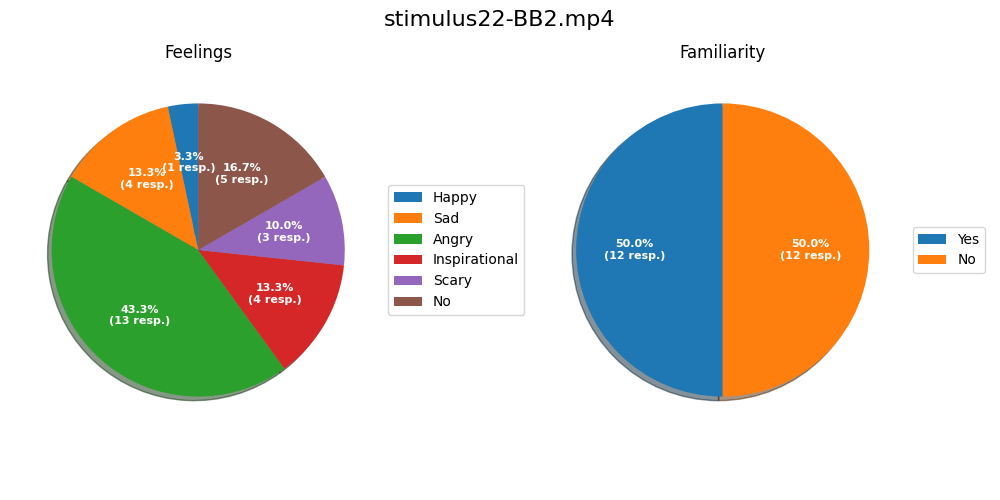 stimulus22-BB2.mp4
Feelings
3.3%
(1 resp.)
13.3%
(4 resp.)
43.3%
(13 resp.)
13.3%
(4 resp.)
10.0%
(3 resp.)
16.7%
(5 resp.)
Happy
Sad
Angry
Inspirational
Scary
No
Familiarity
50.0%
(12 resp.)
50.0%
(12 resp.)
Yes
No